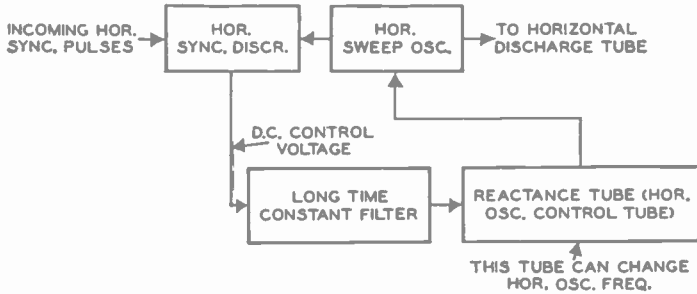 INCOMING HOR.
SYNC. PULSES
HOR.
SYNC. DISCR.
HOR.
SWEEP OSC.
TO HORIZONTAL
DISCHARGE TUBE
D.C. CONTROL
VOLTAGE
LONG TIME
CONSTANT FILTER
REACTANCE TUBE (HOR.
OSC. CONTROL TUBE)
THIS TUBE CAN CHANGE
HOR. OSC. FREQ.